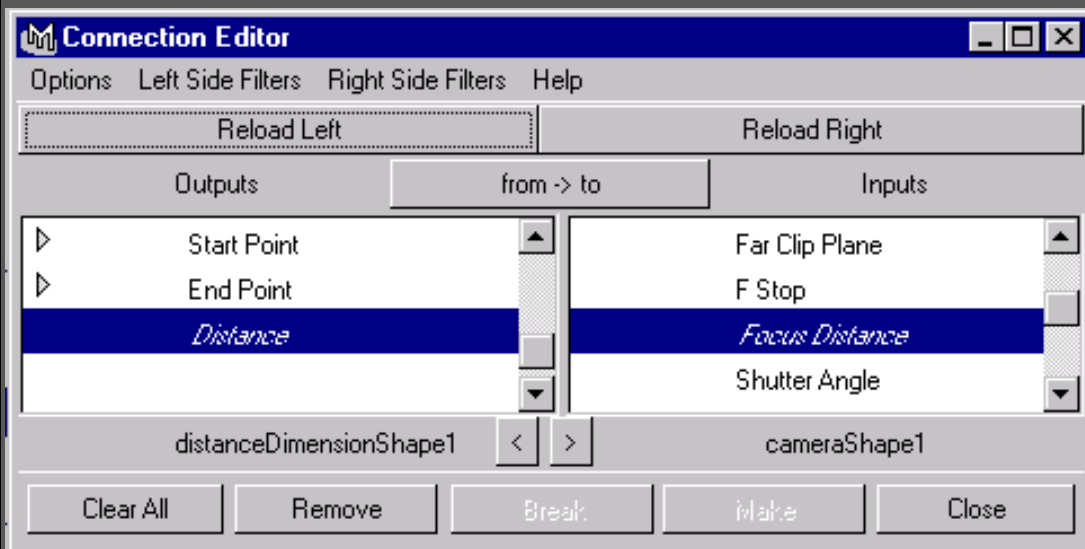 Connection Editor
Options Left Side Filters Right Side Filters Help
Reload Left Reload Right
Outputs from -> to Inputs
Start Point Far Clip Plane
End Point F Stop
Distance Focus Distance
Shutter Angle
distanceDimensionShape1 < > cameraShape1
Clear All Remove Break Make Close